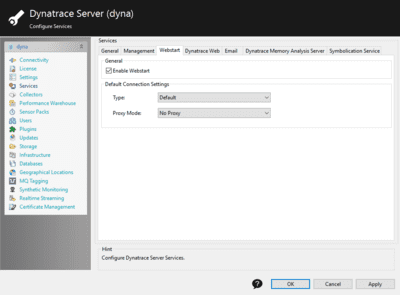 Dynatrace Server (dyna)
Configure Services
dyna
Connectivity
License
Settings
Services
Collectors
Performance Warehouse
Sensor Packs
Users
Plugins
Updates
Storage
Infrastructure
Databases
Geographical Locations
MQ Tagging
Synthetic Monitoring
Realtime Streaming
Certificate Management
Services
General Management Webstart Dynatrace Web Email Dynatrace Memory Analysis Server Symbolication Service
General
Enable Webstart
Default Connection Settings
Type: Default
Proxy Mode: No Proxy
Hint
Configure Dynatrace Server Services.
? OK Cancel Apply